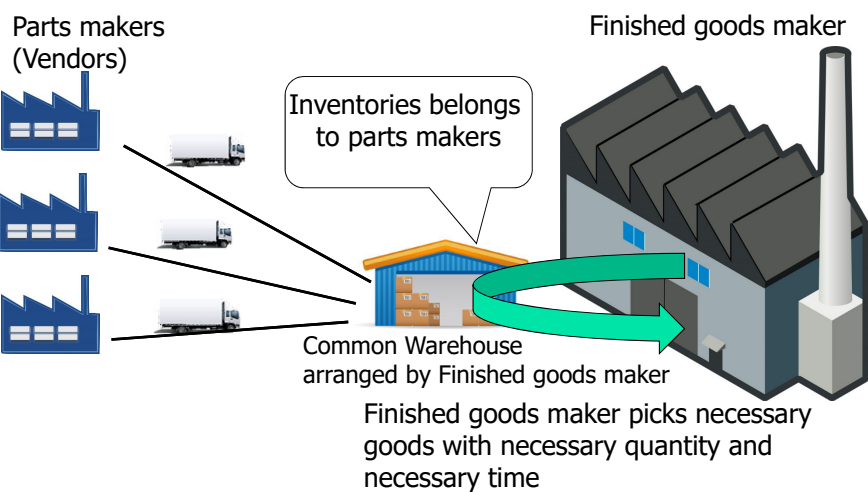 Parts makers
(Vendors)
Finished goods maker
Inventories belongs
to parts makers
Common Warehouse
arranged by Finished goods maker
Finished goods maker picks necessary
goods with necessary quantity and
necessary time